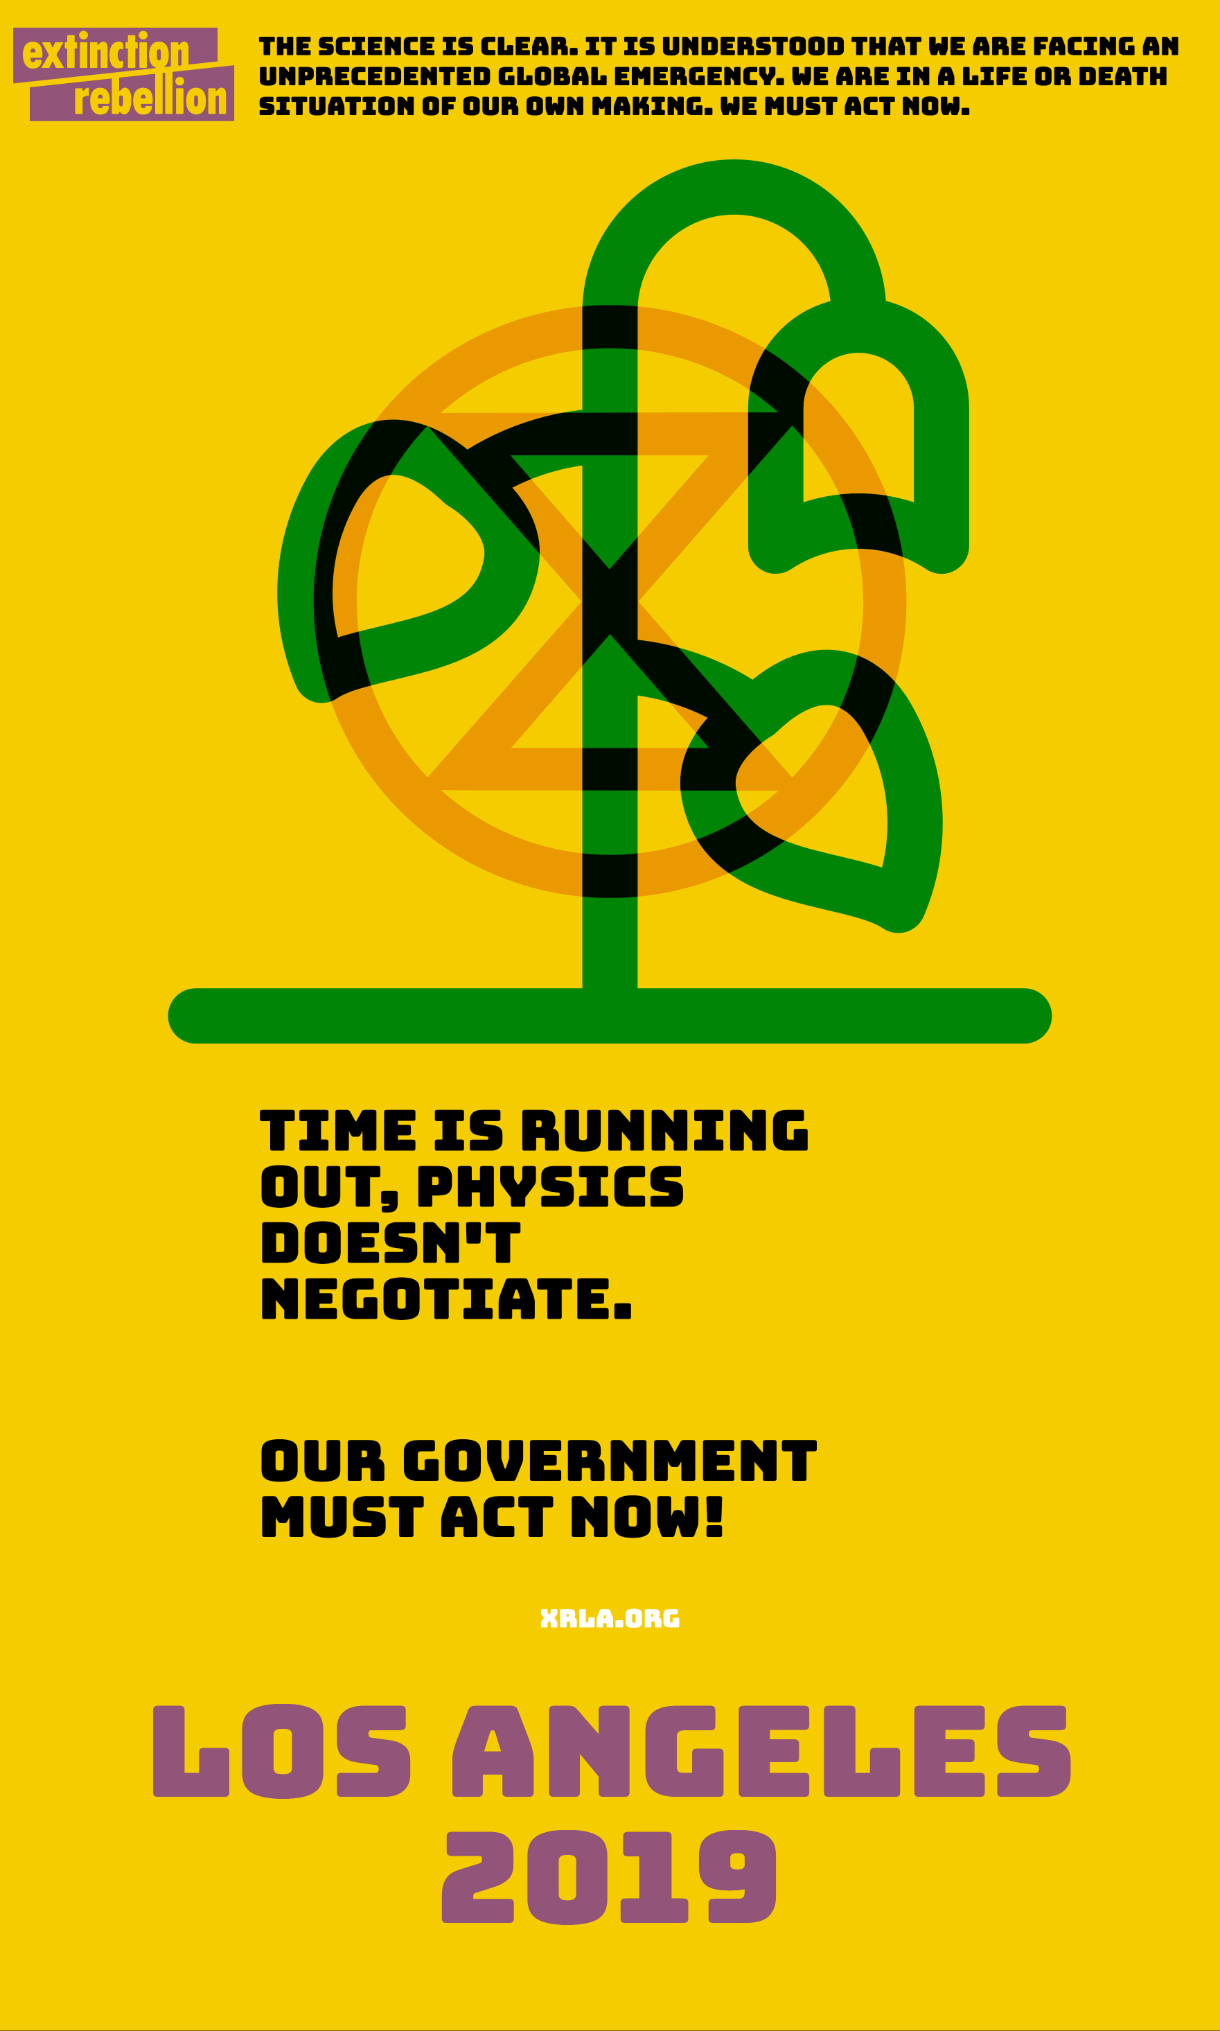 extinction
rebellion
THE SCIENCE IS CLEAR. IT IS UNDERSTOOD THAT WE ARE FACING AN
UNPRECEDENTED GLOBAL EMERGENCY. WE ARE IN A LIFE OR DEATH
SITUATION OF OUR OWN MAKING. WE MUST ACT NOW.
TIME IS RUNNING
OUT, PHYSICS
DOESN'T
NEGOTIATE.
OUR GOVERNMENT
MUST ACT NOW!
XRLA.ORG
LOS ANGELES
2019